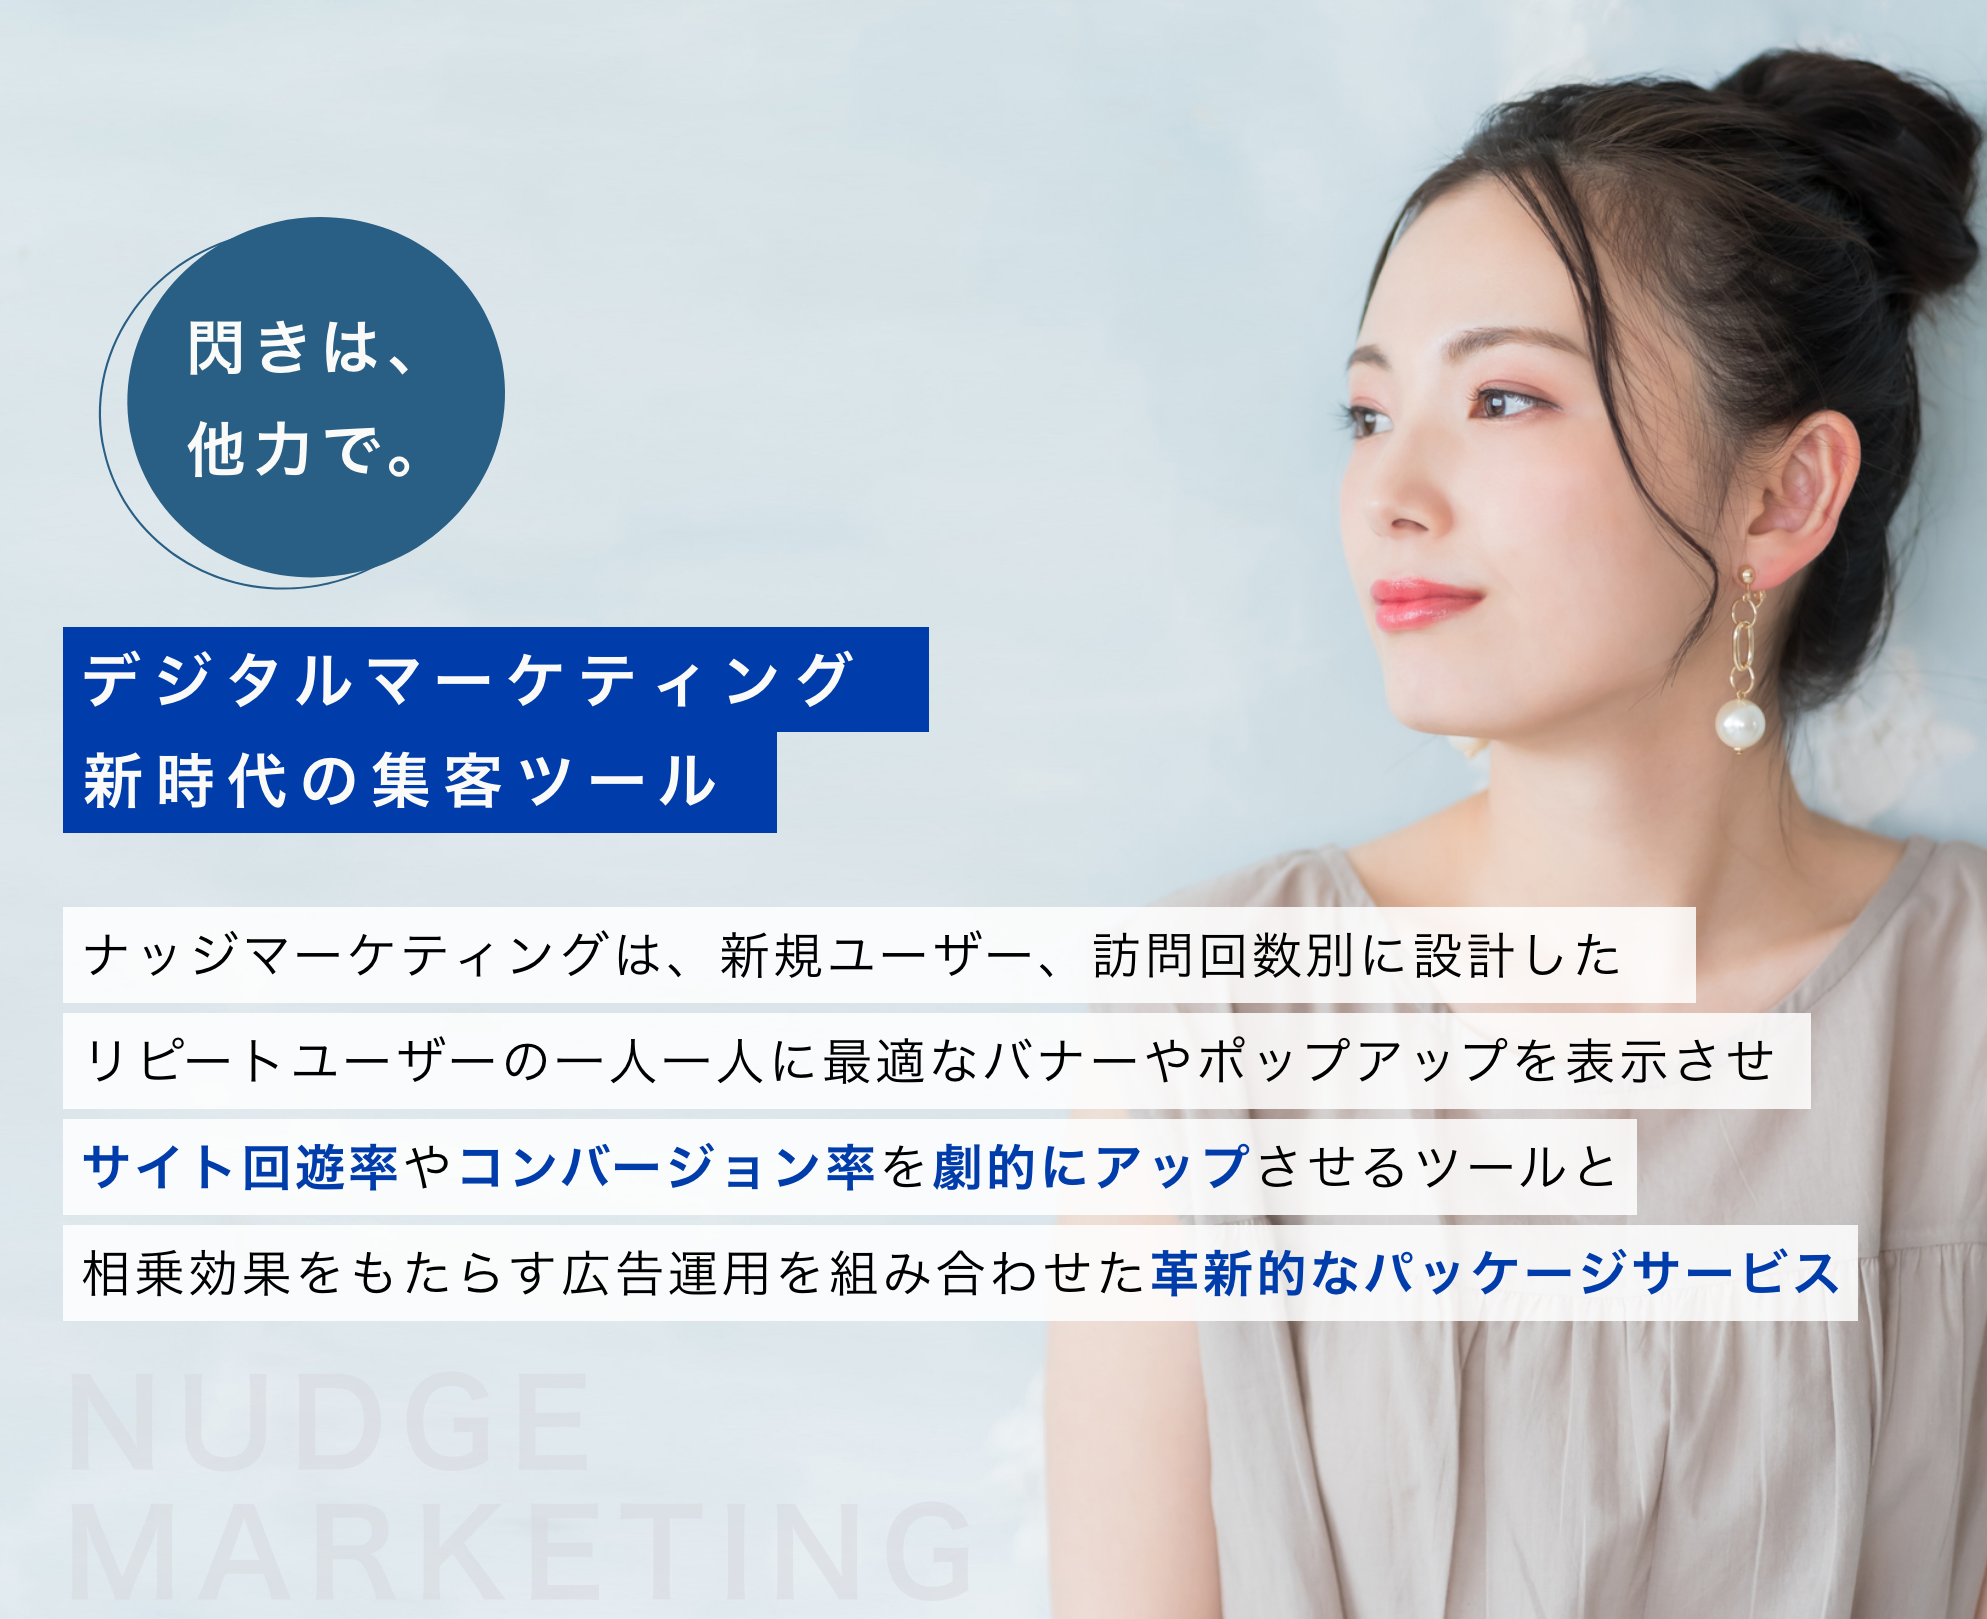 閃きは、
他力で。
デジタルマーケティング
新時代の集客ツール
ナッジマーケティングは、新規ユーザー、訪問回数別に設計した
リピートユーザーの一人一人に最適なバナーやポップアップを表示させ
サイト回遊率やコンバージョン率を劇的にアップさせるツールと
相乗効果をもたらす広告運用を組み合わせた革新的なパッケージサービス
NUDGE
MARKETING